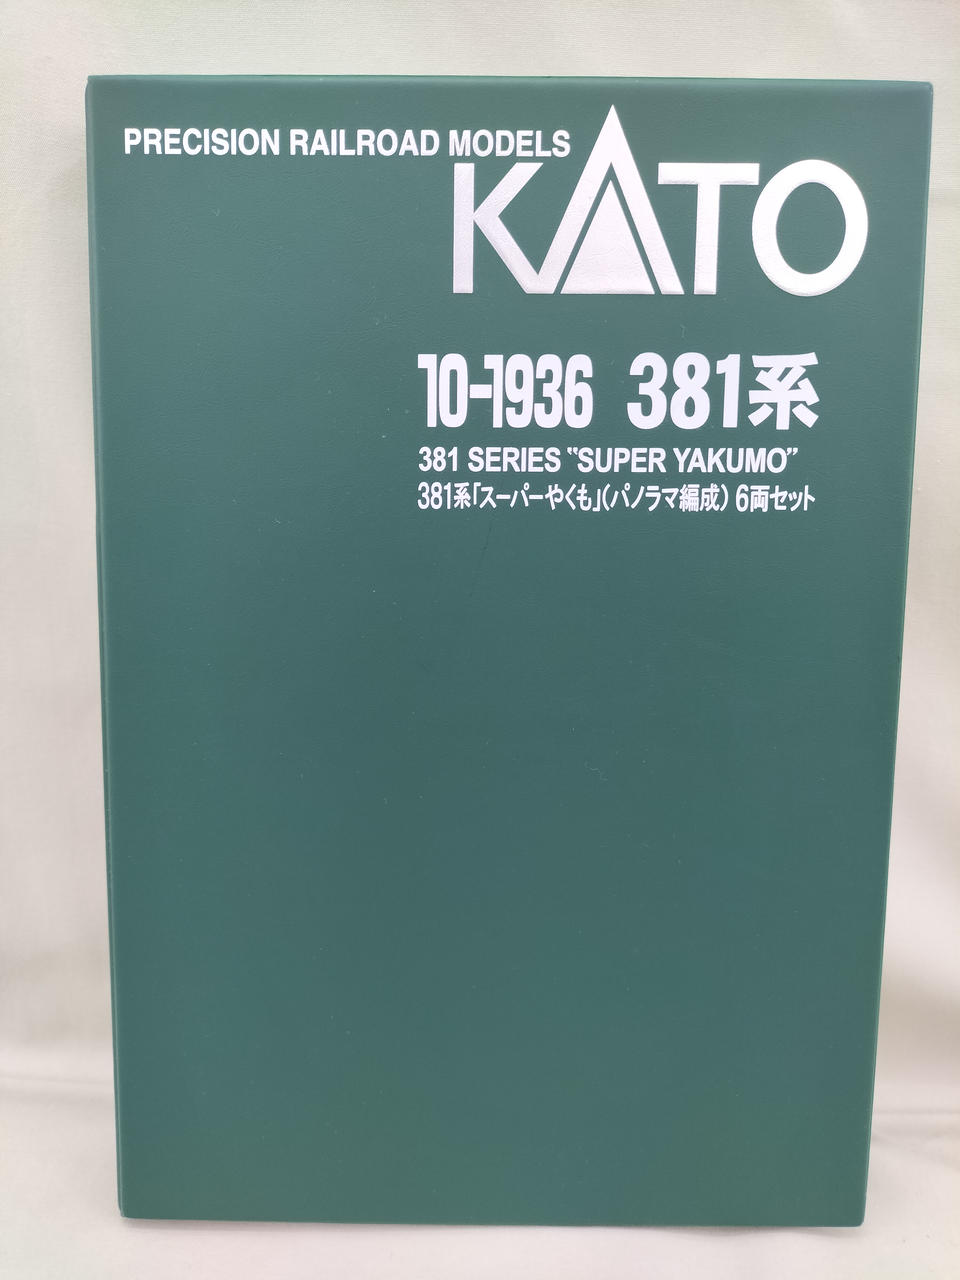 PRECISION RAILROAD MODELS
KATO
10-1936 381系
381 SERIES "SUPER YAKUMO"
381系「スーパーやくも」(パノラマ編成) 6両セット